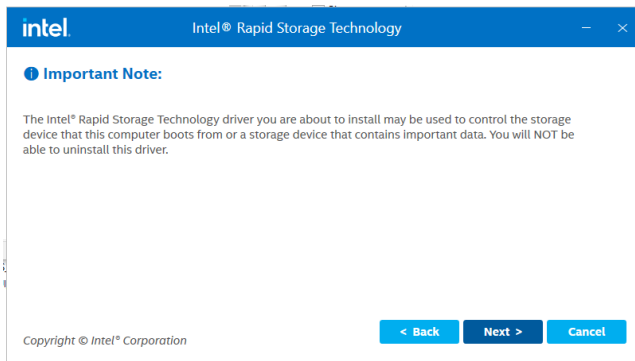 intel.
Intel® Rapid Storage Technology
Important Note:
The Intel® Rapid Storage Technology driver you are about to install may be used to control the storage
device that this computer boots from or a storage device that contains important data. You will NOT be
able to uninstall this driver.
< Back
Next >
Cancel
Copyright © Intel® Corporation